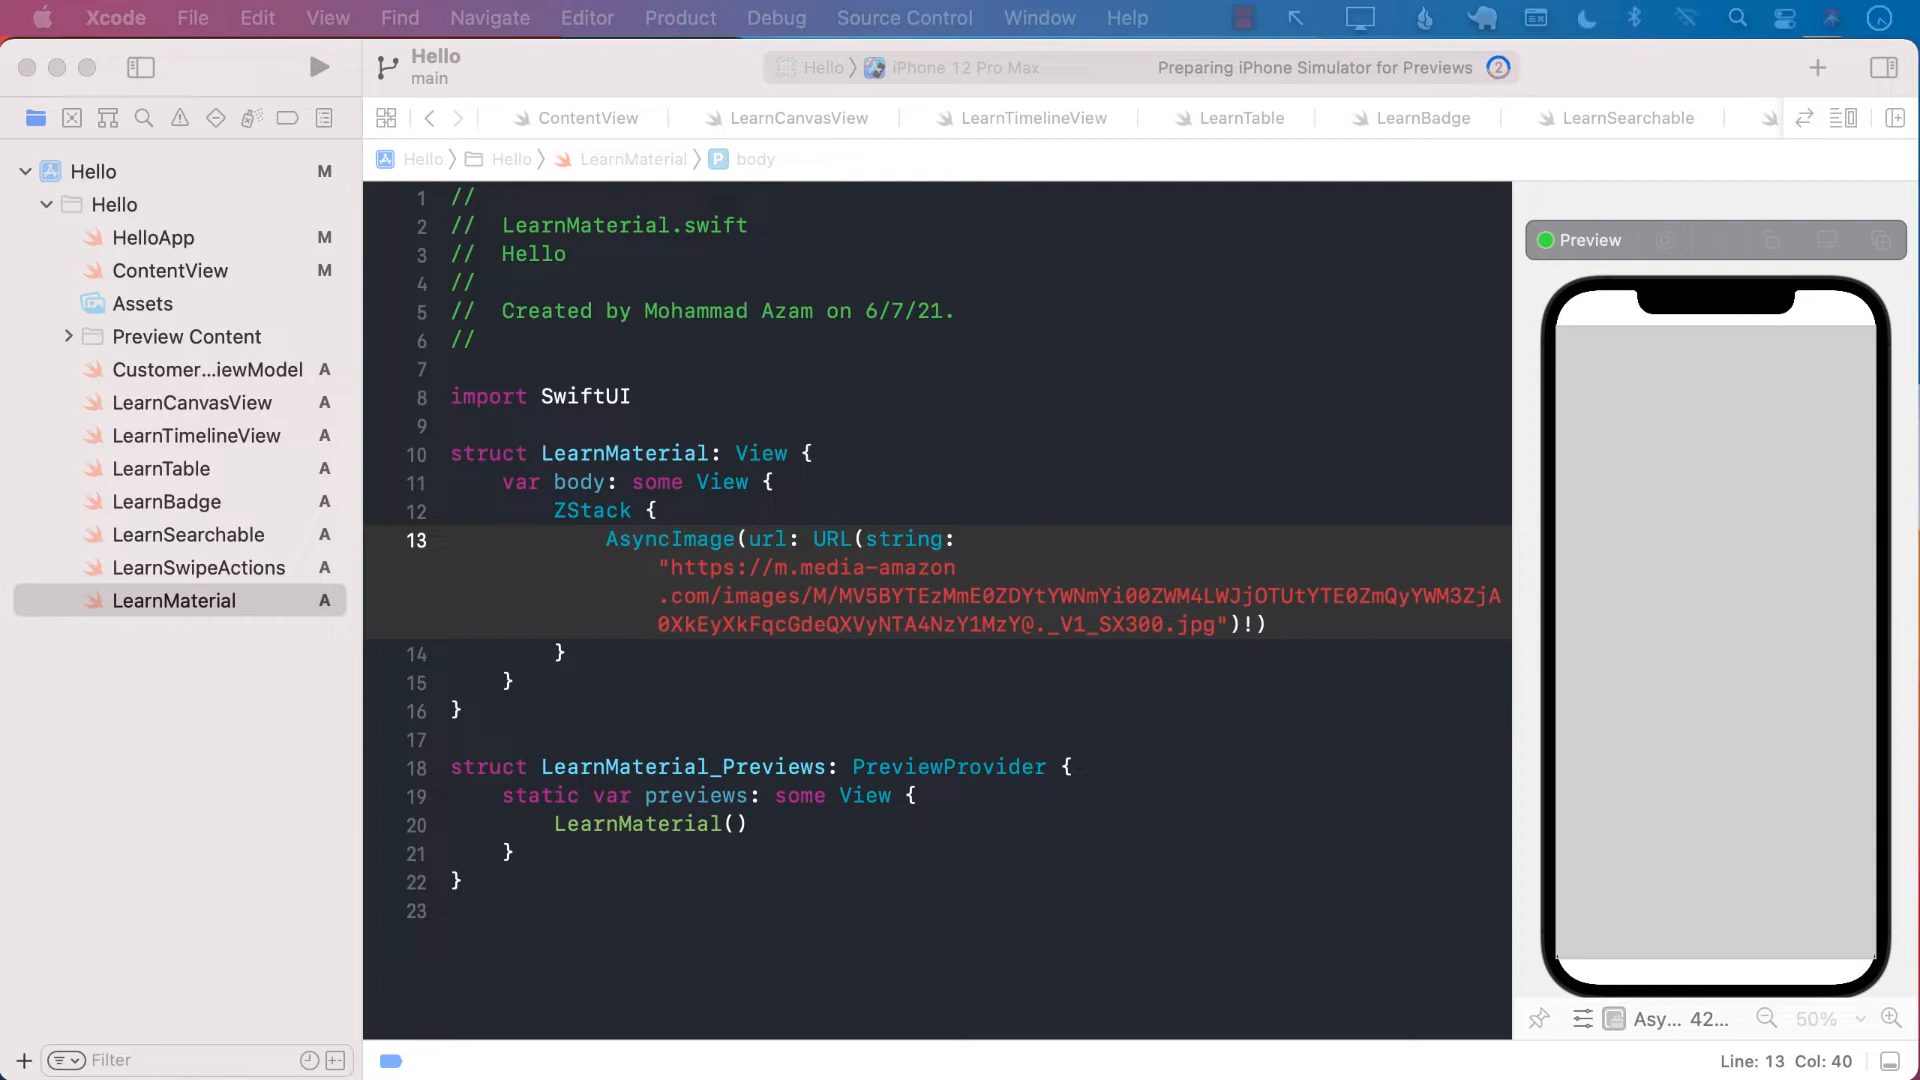 Xcode File Edit View Find Navigate Editor Product Debug Source Control Window Help
Hello
main
Hello iPhone 12 Pro Max Preparing iPhone Simulator for Previews 2
ContentView LearnCanvasView LearnTimelineView LearnTable LearnBadge LearnSearchable
Hello Hello LearnMaterial P body
Hello M
Hello
HelloApp M
ContentView M
Assets
Preview Content
Customer...iewModel A
LearnCanvasView A
LearnTimelineView A
LearnTable A
LearnBadge A
LearnSearchable A
LearnSwipeActions A
LearnMaterial A
Filter
1 //
2 // LearnMaterial.swift
3 // Hello
4 //
5 // Created by Mohammad Azam on 6/7/21.
6 //
7
8 import SwiftUI
9
10 struct LearnMaterial: View {
11 var body: some View {
12 ZStack {
13 AsyncImage(url: URL(string:
"https://m.media-amazon
.com/images/M/MV5BYTEzMmE0ZDYtYWNmYi00ZWM4LWJjOTUtYTE0ZmQyYWM3ZjA
0XkEyXkFqcGdeQXVyNTA4NzY1MzY@._V1_SX300.jpg")!)
14 }
15 }
16 }
17
18 struct LearnMaterial_Previews: PreviewProvider {
19 static var previews: some View {
20 LearnMaterial()
21 }
22 }
23
Preview
Asy... 42... 50%
Line: 13 Col: 40